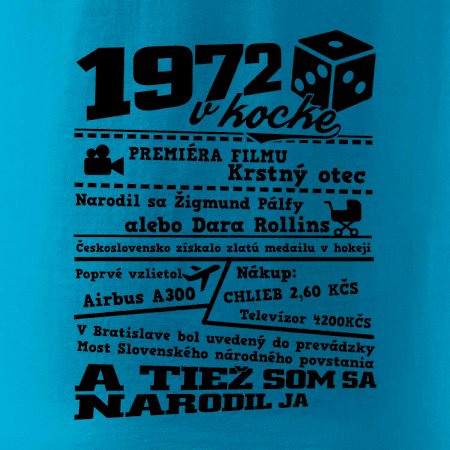 1972
v kocke
PREMIÉRA FILMU
Krstný otec
Narodil sa Žigmund Pálfy
alebo Dara Rollins
Československo získalo zlatú medailu v hokeji
Poprvé vzlietol
Airbus A300
Nákup:
CHLIEB 2,60 KČS
Televízor 4200KČS
V Bratislave bol uvedený do prevádzky
Most Slovenského národného povstania
A TIEŽ SOM SA
NARODIL JA